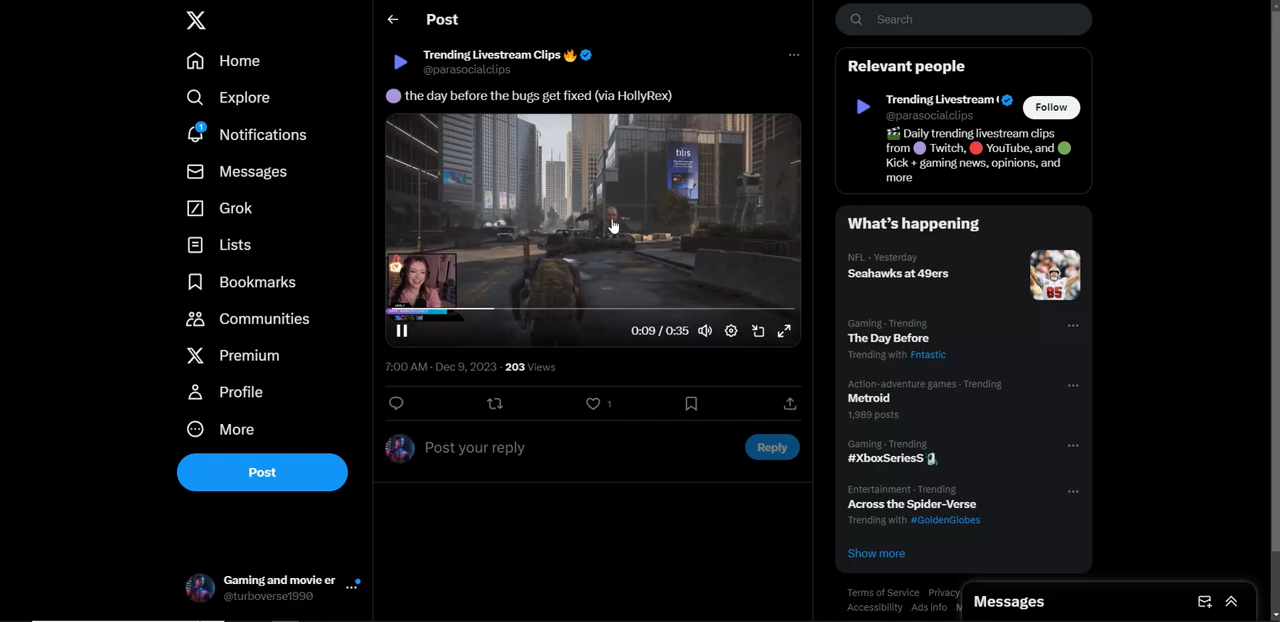 Home
Explore
1
Notifications
Messages
Grok
Lists
Bookmarks
Communities
Premium
Profile
More
Post
Gaming and movie er
@turboverse1990
Post
Trending Livestream Clips 🔥
@parasocialclips
🟣 the day before the bugs get fixed (via HollyRex)
tilis
0:09 / 0:35
7:00 AM · Dec 9, 2023 · 203 Views
1
Post your reply
Reply
Search
Relevant people
Trending Livestream (
@parasocialclips
Follow
🎬 Daily trending livestream clips
from 🟣 Twitch, 🔴 YouTube, and 🟢
Kick + gaming news, opinions, and
more
What's happening
NFL · Yesterday
Seahawks at 49ers
Gaming · Trending
The Day Before
Trending with Fntastic
Action-adventure games · Trending
Metroid
1,989 posts
Gaming · Trending
#XboxSeriesS
Entertainment · Trending
Across the Spider-Verse
Trending with #GoldenGlobes
Show more
Terms of Service Privacy
Accessibility Ads info
Messages